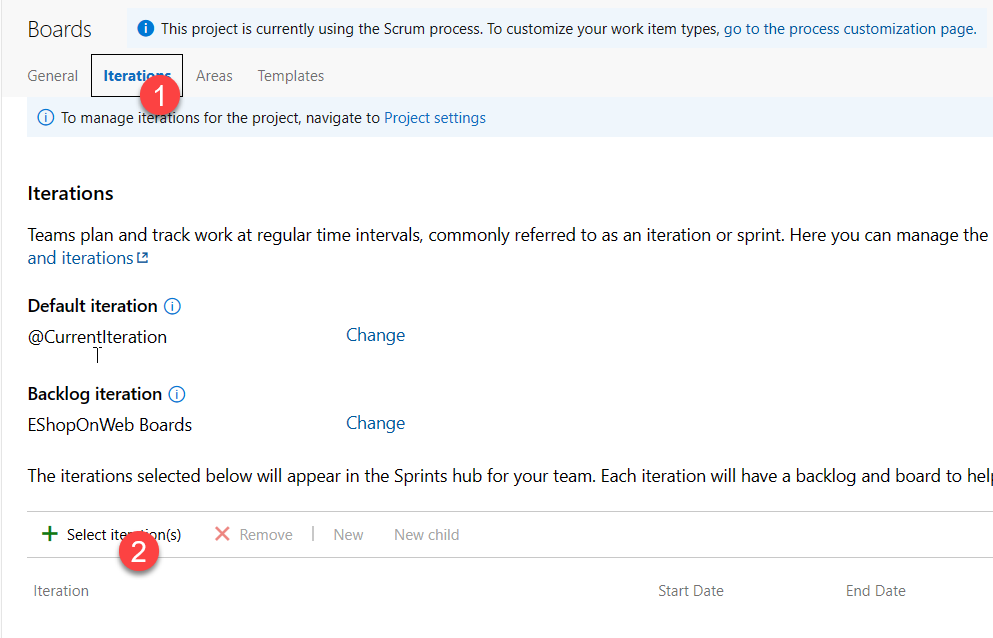 Boards
This project is currently using the Scrum process. To customize your work item types, go to the process customization page.
General Iterations Areas Templates
1
To manage iterations for the project, navigate to Project settings
Iterations
Teams plan and track work at regular time intervals, commonly referred to as an iteration or sprint. Here you can manage the
and iterations
Default iteration
@CurrentIteration Change
Backlog iteration
EShopOnWeb Boards Change
The iterations selected below will appear in the Sprints hub for your team. Each iteration will have a backlog and board to help
Select iteration(s) Remove | New New child
2
Iteration Start Date End Date